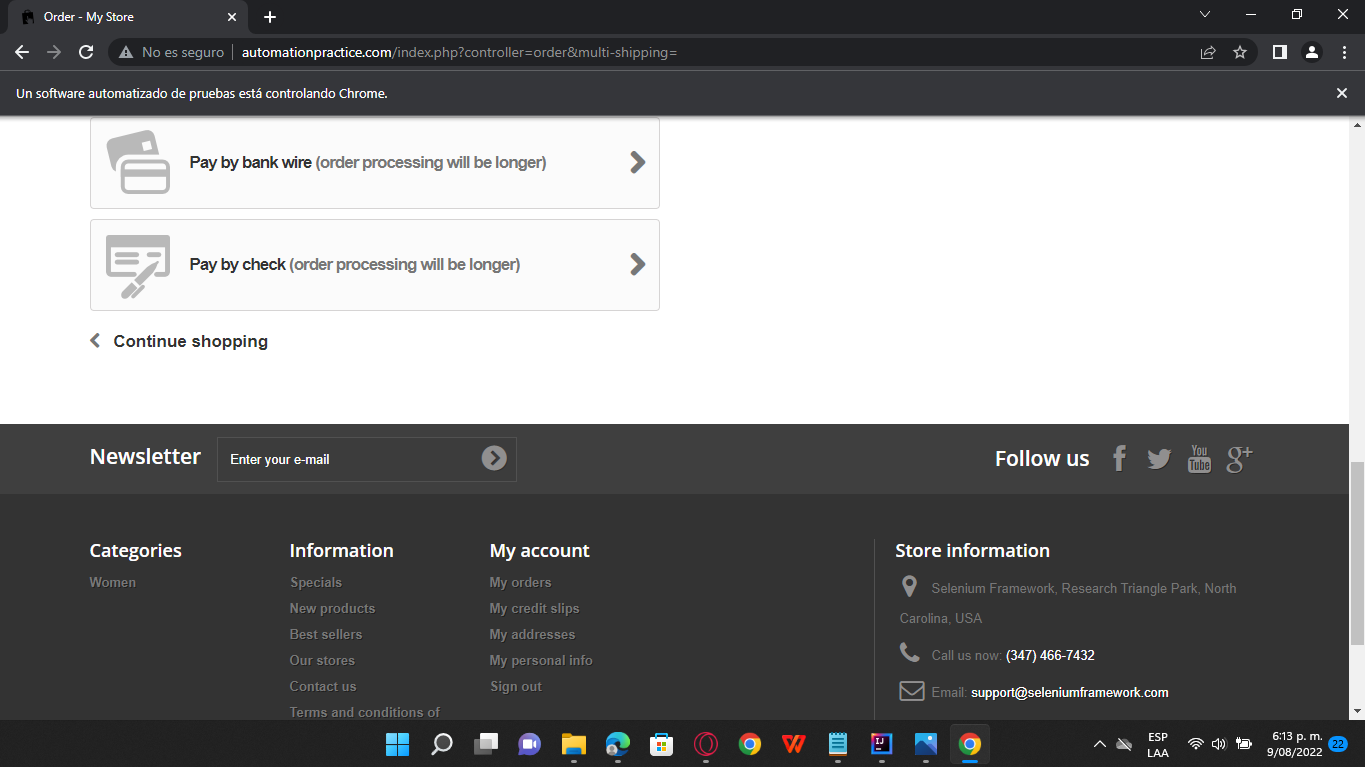 Order - My Store
No es seguro automationpractice.com/index.php?controller=order&multi-shipping=
Un software automatizado de pruebas está controlando Chrome.
Pay by bank wire (order processing will be longer)
Pay by check (order processing will be longer)
Continue shopping
Newsletter
Enter your e-mail
Follow us
You
Tube
g+
Categories
Women
Information
Specials
New products
Best sellers
Our stores
Contact us
Terms and conditions of
My account
My orders
My credit slips
My addresses
My personal info
Sign out
Store information
Selenium Framework, Research Triangle Park, North
Carolina, USA
Call us now: (347) 466-7432
Email: support@seleniumframework.com
ESP
LAA
6:13 p. m.
9/08/2022
22